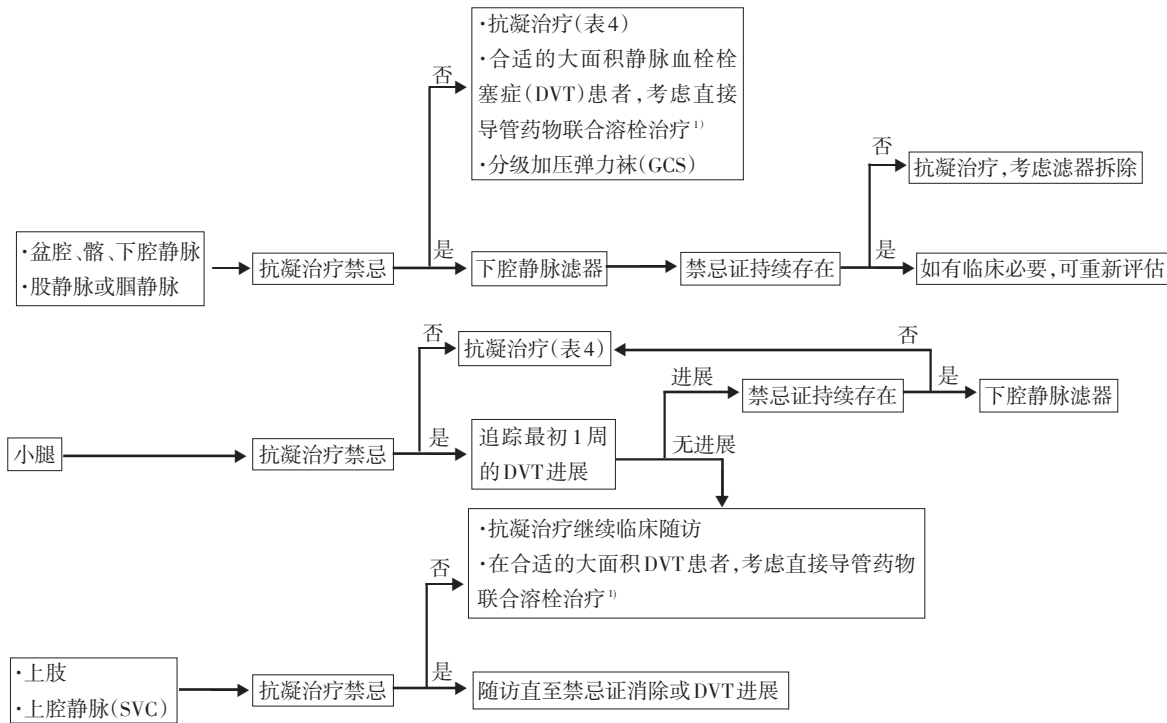 ·抗凝治疗(表4)
·合适的大面积静脉血栓栓
塞症(DVT)患者,考虑直接
导管药物联合溶栓治疗1)
·分级加压弹力袜(GCS)
否
否
抗凝治疗,考虑滤器拆除
·盆腔、髂、下腔静脉
·股静脉或腘静脉
抗凝治疗禁忌
是
下腔静脉滤器
禁忌证持续存在
是
如有临床必要,可重新评估
否
抗凝治疗(表4)
否
进展
禁忌证持续存在
是
下腔静脉滤器
小腿
抗凝治疗禁忌
是
追踪最初1周
的DVT进展
无进展
·抗凝治疗继续临床随访
·在合适的大面积DVT患者,考虑直接导管药物
联合溶栓治疗1)
否
·上肢
·上腔静脉(SVC)
抗凝治疗禁忌
是
随访直至禁忌证消除或DVT进展